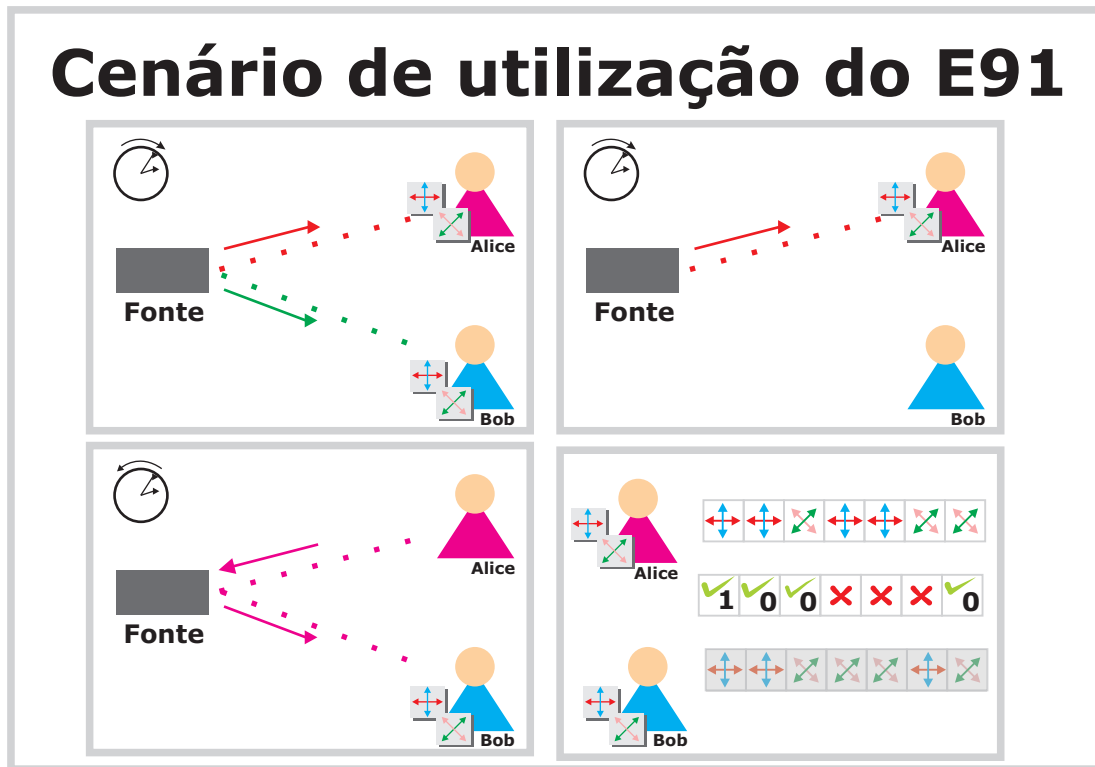 Cenário de utilização do E91
Alice
Fonte
Bob
Alice
Fonte
Bob
Alice
Fonte
Bob
Alice
1 0 0 0
Bob